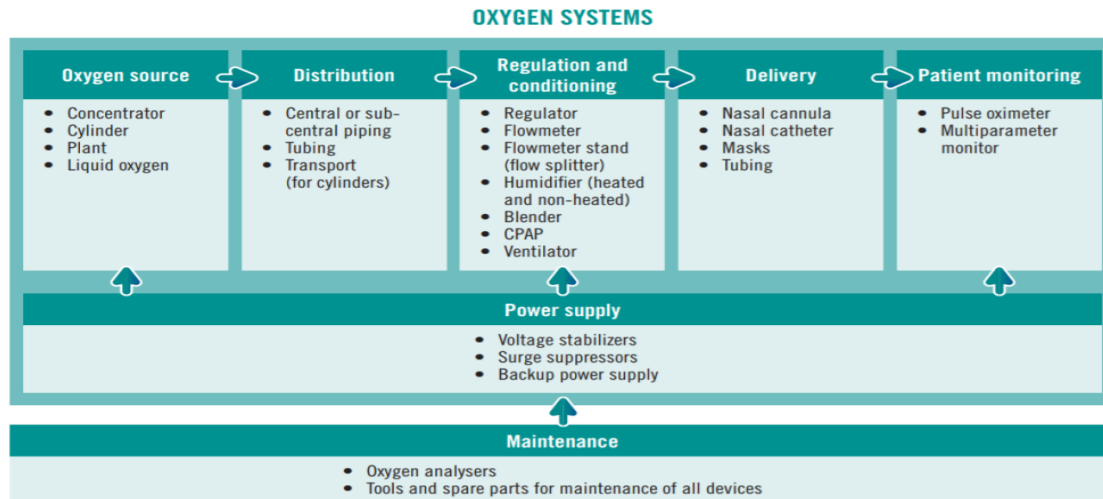 OXYGEN SYSTEMS
Oxygen source
• Concentrator
• Cylinder
• Plant
• Liquid oxygen
Distribution
• Central or sub-
central piping
• Tubing
• Transport
(for cylinders)
Regulation and
conditioning
• Regulator
• Flowmeter
• Flowmeter stand
(flow splitter)
• Humidifier (heated
and non-heated)
• Blender
• CPAP
• Ventilator
Delivery
• Nasal cannula
• Nasal catheter
• Masks
• Tubing
Patient monitoring
• Pulse oximeter
• Multiparameter
monitor
Power supply
• Voltage stabilizers
• Surge suppressors
• Backup power supply
Maintenance
• Oxygen analysers
• Tools and spare parts for maintenance of all devices